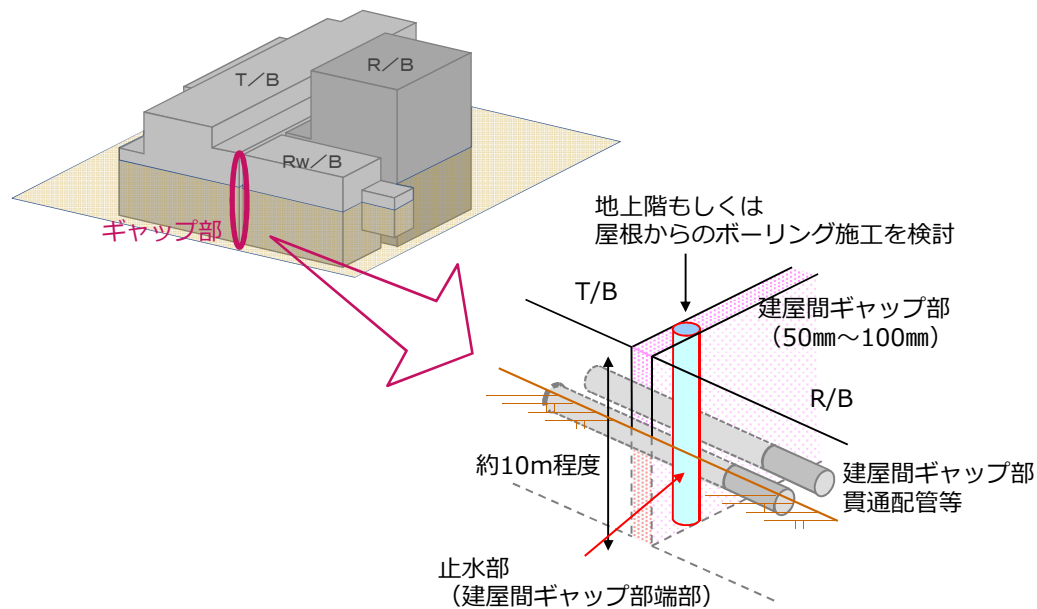 T/B
R/B
Rw/B
ギャップ部
地上階もしくは
屋根からのボーリング施工を検討
T/B
建屋間ギャップ部
（50㎜～100㎜）
R/B
約10m程度
建屋間ギャップ部
貫通配管等
止水部
（建屋間ギャップ部端部）